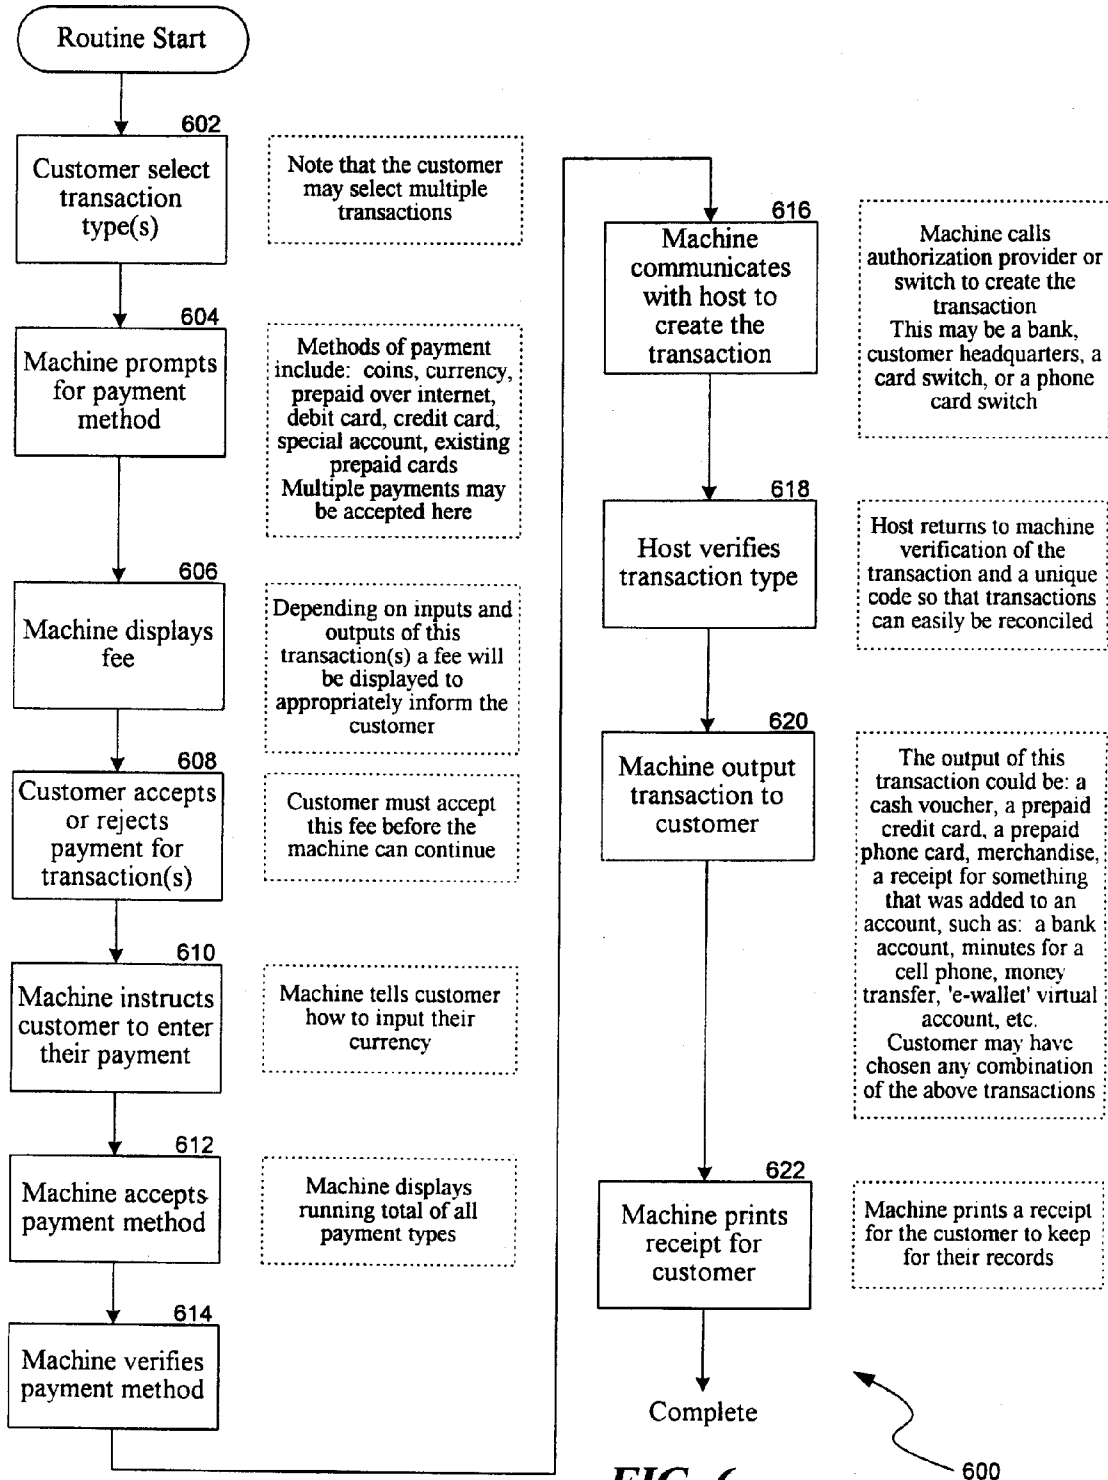 Routine Start
602
Customer select
transaction
type(s)
Note that the customer
may select multiple
transactions
604
Machine prompts
for payment
method
Methods of payment
include: coins, currency,
prepaid over internet,
debit card, credit card,
special account, existing
prepaid cards
Multiple payments may
be accepted here
606
Machine displays
fee
Depending on inputs and
outputs of this
transaction(s) a fee will
be displayed to
appropriately inform the
customer
608
Customer accepts
or rejects
payment for
transaction(s)
Customer must accept
this fee before the
machine can continue
610
Machine instructs
customer to enter
their payment
Machine tells customer
how to input their
currency
612
Machine accepts
payment method
Machine displays
running total of all
payment types
614
Machine verifies
payment method
616
Machine
communicates
with host to
create the
transaction
Machine calls
authorization provider or
switch to create the
transaction
This may be a bank,
customer headquarters, a
card switch, or a phone
card switch
618
Host verifies
transaction type
Host returns to machine
verification of the
transaction and a unique
code so that transactions
can easily be reconciled
620
Machine output
transaction to
customer
The output of this
transaction could be: a
cash voucher, a prepaid
credit card, a prepaid
phone card, merchandise,
a receipt for something
that was added to an
account, such as: a bank
account, minutes for a
cell phone, money
transfer, 'e-wallet' virtual
account, etc.
Customer may have
chosen any combination
of the above transactions
622
Machine prints
receipt for
customer
Machine prints a receipt
for the customer to keep
for their records
Complete
600
FIG. 6